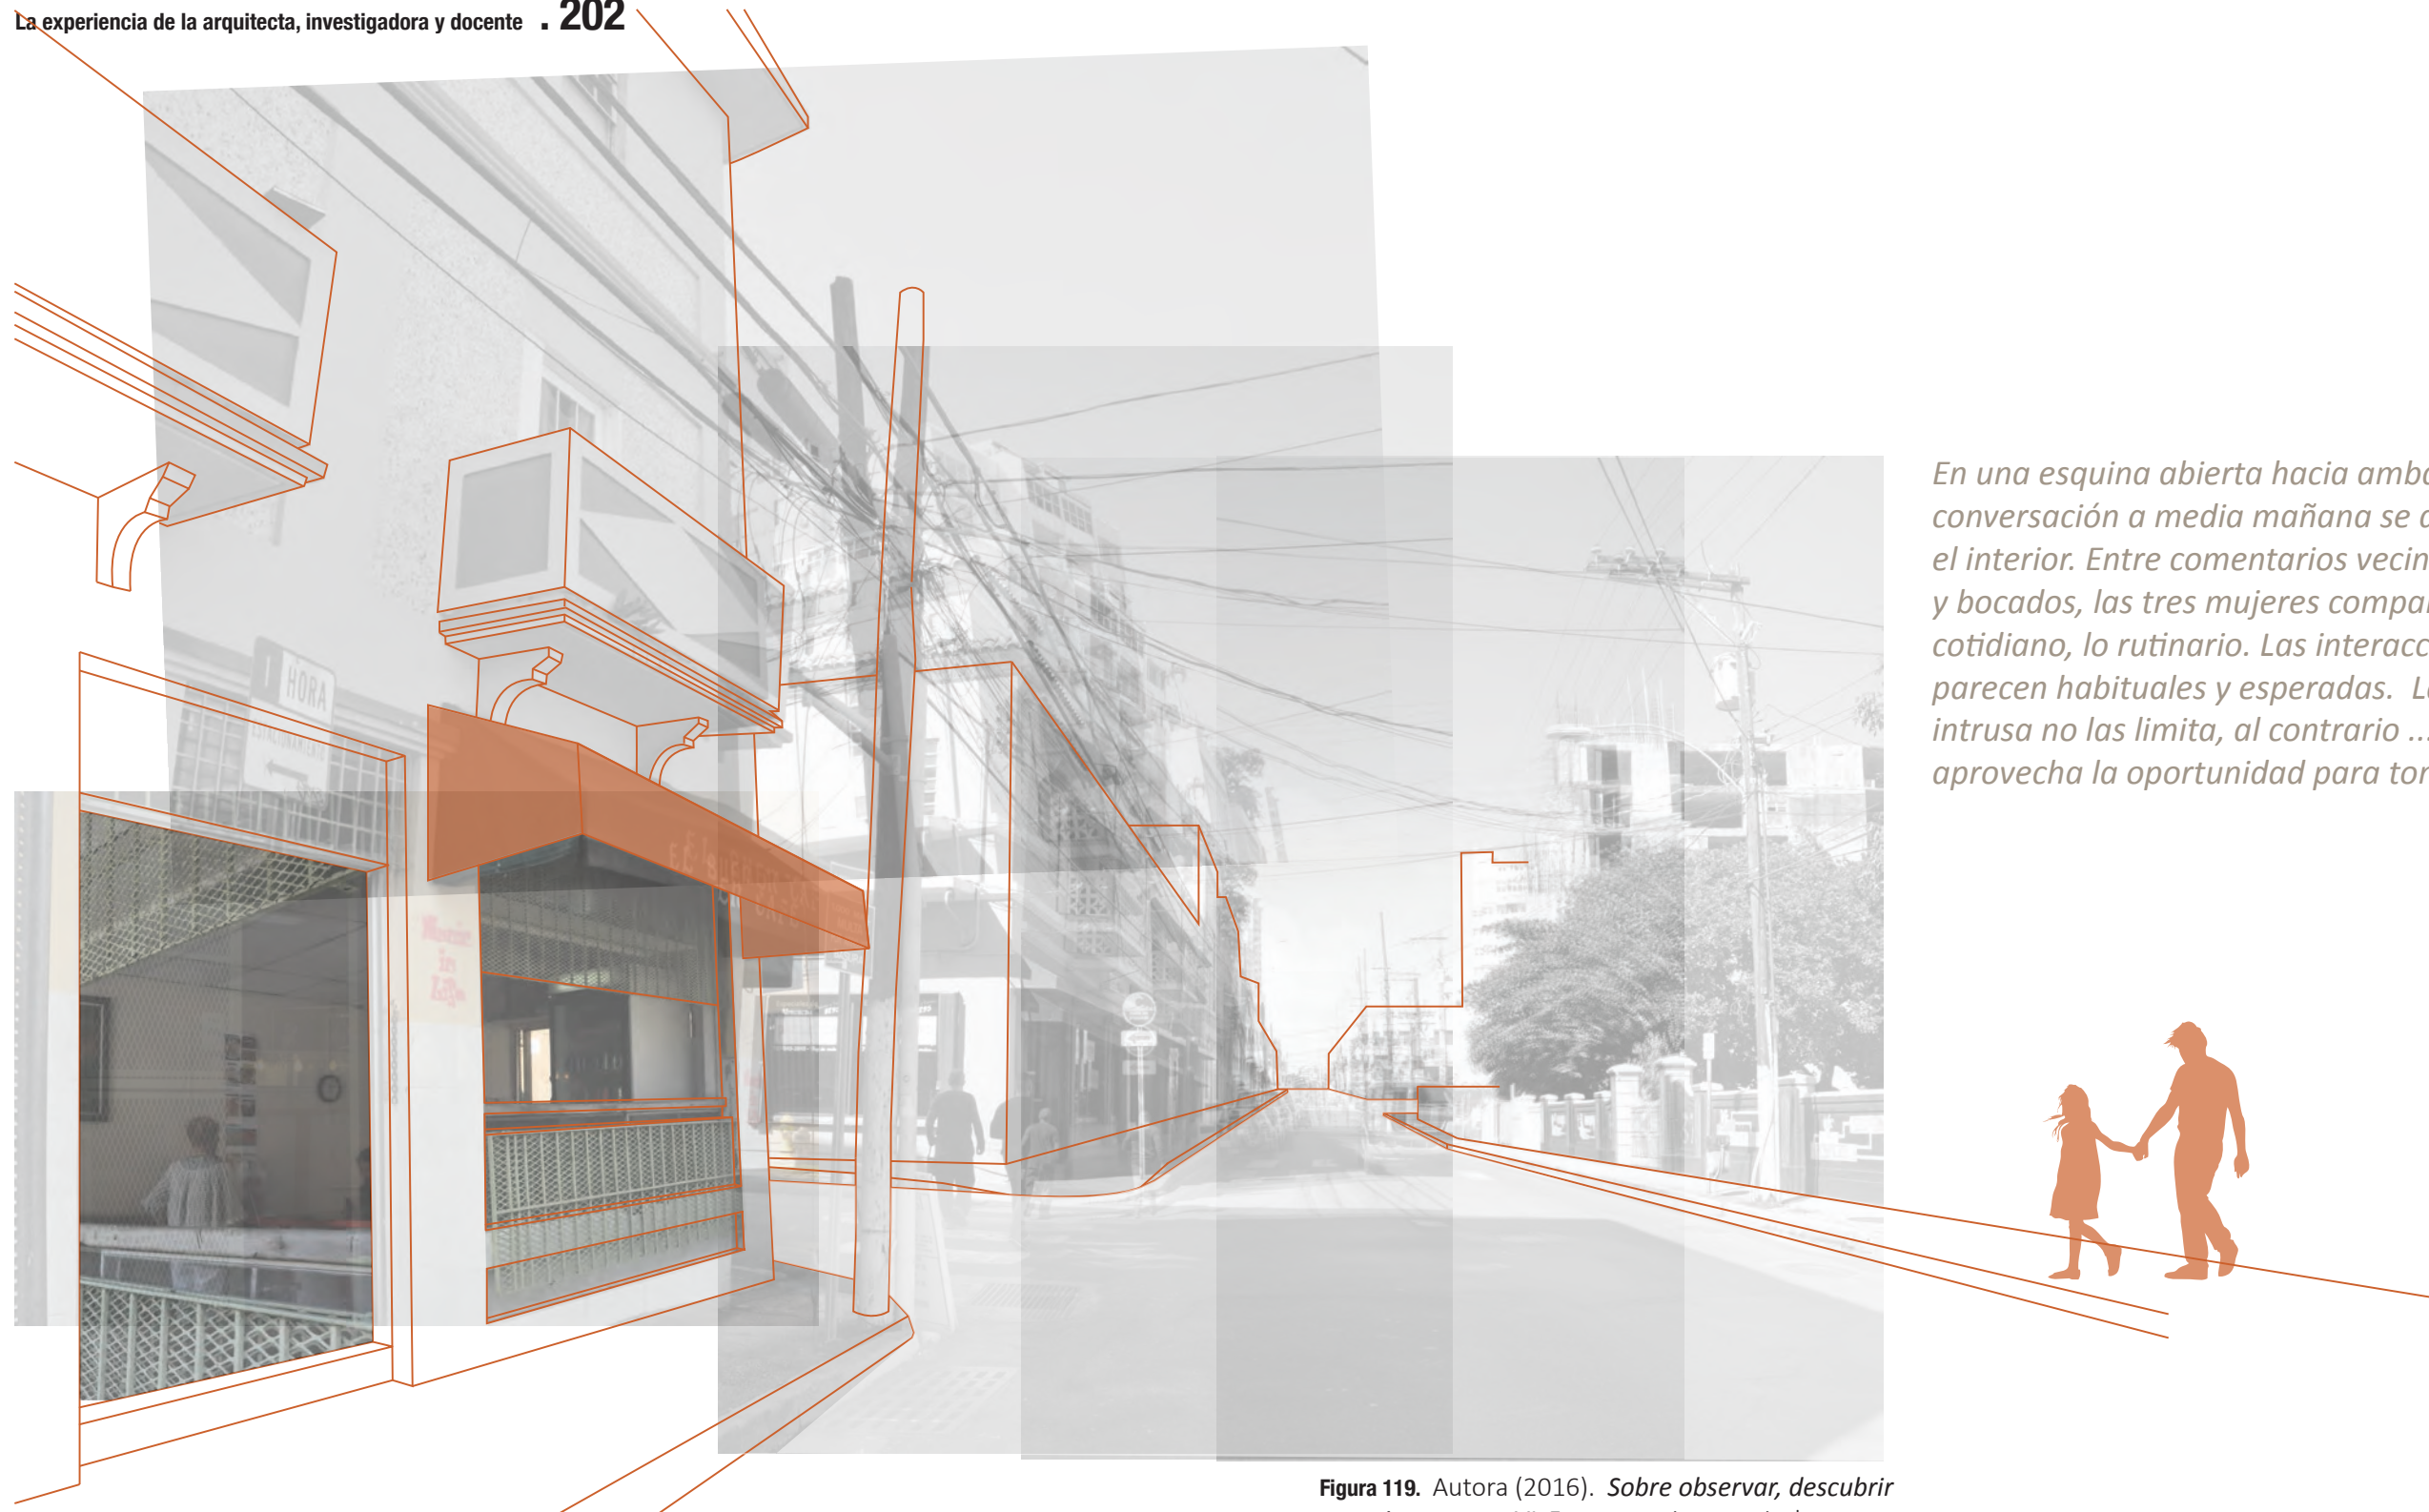 La experiencia de la arquitecta, investigadora y docente . 202
HORA
ESTACIONAMIENTO
En una esquina abierta hacia amb
conversación a media mañana se
el interior. Entre comentarios vecin
y bocados, las tres mujeres compa
cotidiano, lo rutinario. Las interacc
parecen habituales y esperadas. L
intrusa no las limita, al contrario ...
aprovecha la oportunidad para to
Figura 119. Autora (2016). Sobre observar, descubrir